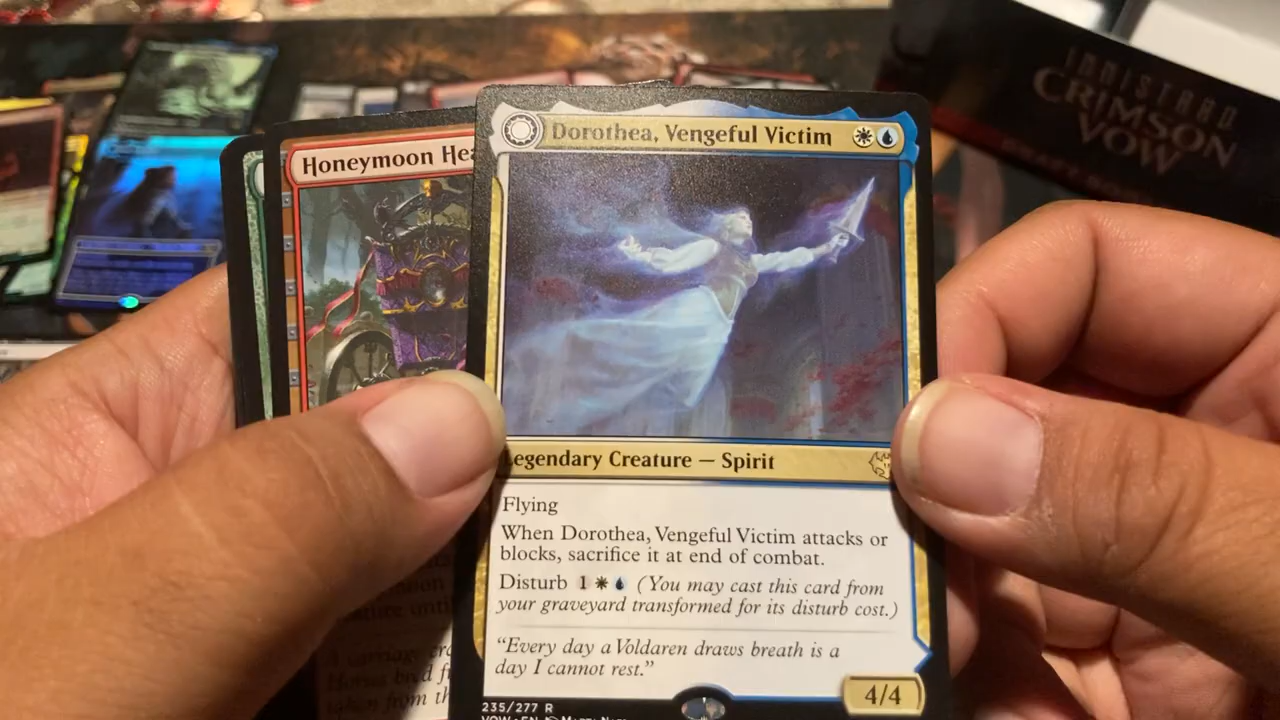 INNISTRAD
CRIMSON
VOW
Honeymoon
Dorothea, Vengeful Victim
Legendary Creature — Spirit
Flying
When Dorothea, Vengeful Victim attacks or
blocks, sacrifice it at end of combat.
Disturb 1 (You may cast this card from
your graveyard transformed for its disturb cost.)
"Every day a Voldaren draws breath is a
day I cannot rest."
4/4
235/277 R
VOW • EN
from